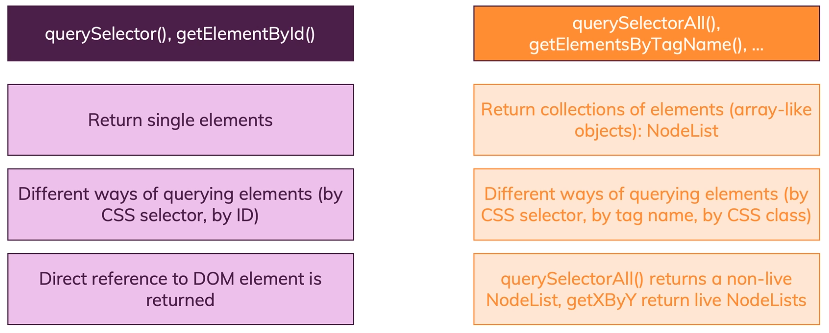 querySelector(), getElementById()
Return single elements
Different ways of querying elements (by
CSS selector, by ID)
Direct reference to DOM element is
returned
querySelectorAll(),
getElementsByTagName(), ...
Return collections of elements (array-like
objects): NodeList
Different ways of querying elements (by
CSS selector, by tag name, by CSS class)
querySelectorAll() returns a non-live
NodeList, getXByY return live NodeLists